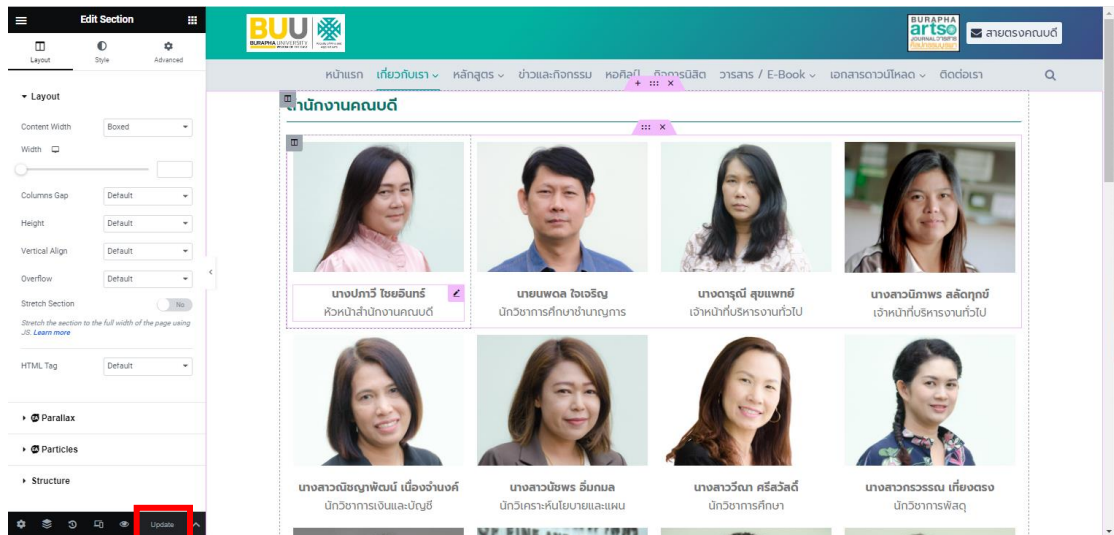 Edit Section
Layout
Style
Advanced
Layout
Content Width
Boxed
Width
Columns Gap
Default
Height
Default
Vertical Align
Default
Overflow
Default
Stretch Section
No
Stretch the section to the full width of the page using JS. Learn more
HTML Tag
Default
Parallax
Particles
Structure
Update
BUU
BURAPHA UNIVERSITY
BURAPHA
arts
สายตรงคณบดี
หน้าแรก เกี่ยวกับเรา หลักสูตร ข่าวและกิจกรรม หอศิลป์ กิจการนิสิต วารสาร / E-Book เอกสารดาวน์โหลด ติดต่อเรา
สำนักงานคณบดี
นางปภาวี ไชยอินทร์
หัวหน้าสำนักงานคณบดี
นายนพดล ใจเจริญ
นักวิชาการศึกษาชำนาญการ
นางดารุณี สุขแพทย์
เจ้าหน้าที่บริหารงานทั่วไป
นางสาวนิภาพร สลัดทุกข์
เจ้าหน้าที่บริหารงานทั่วไป
นางสาวณิชญาพัฒน์ เนื่องจำนงค์
นักวิชาการเงินและบัญชี
นางสาวนัชพร อิ่มกมล
นักวิเคราะห์นโยบายและแผน
นางสาววีณา ศรีสวัสดิ์
นักวิชาการศึกษา
นางสาวกรวรรณ เที่ยงตรง
นักวิชาการพัสดุ